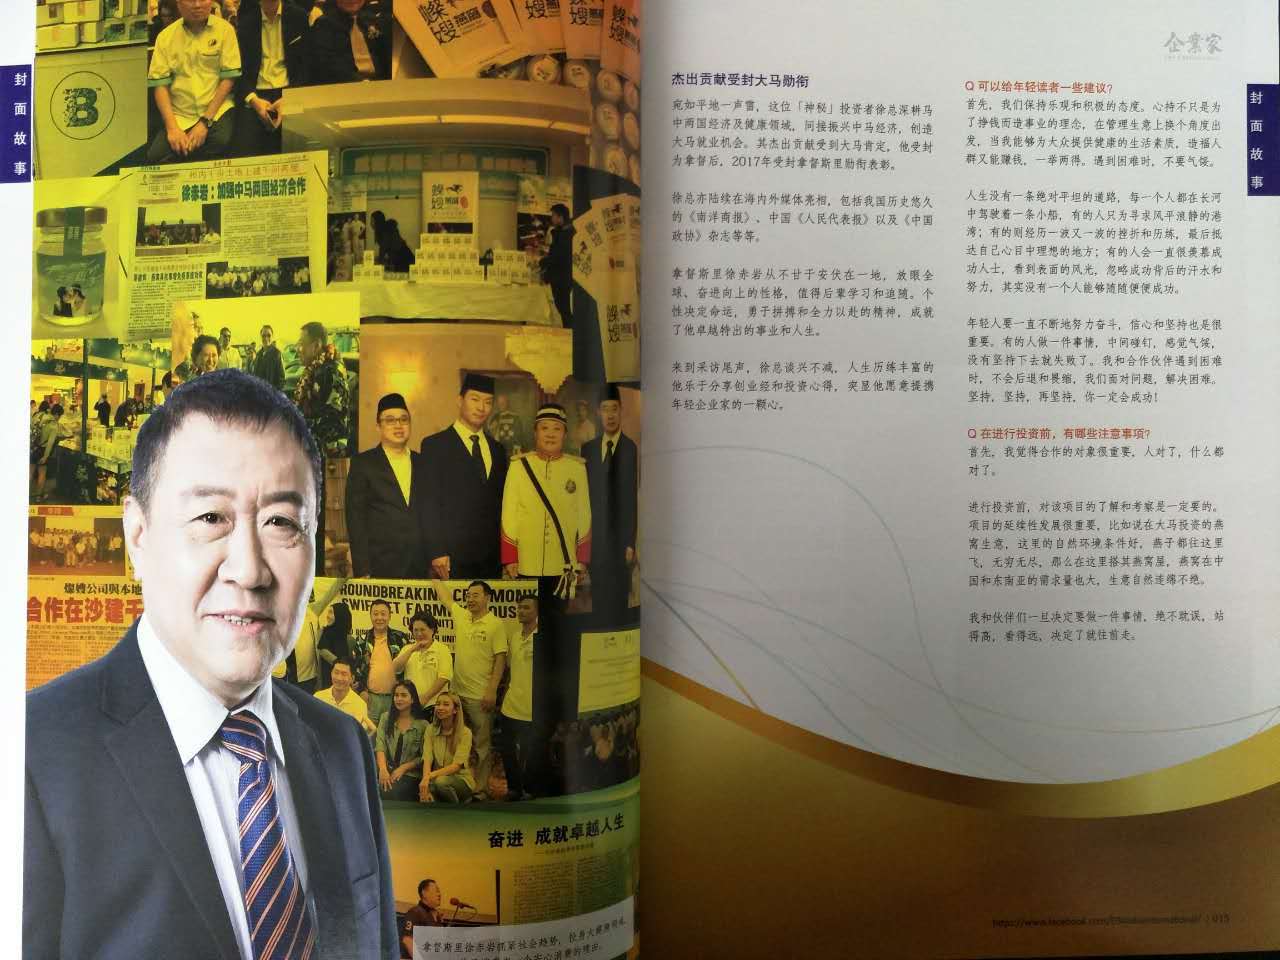 封面故事
燦嫂燕窩
燦嫂燕窩
B
徐赤岩：加强中马两国经济合作
燦嫂
燕窩
燦嫂
燦嫂公司與本地
合作在沙建千
GROUNDBREAKING CEREMONY
SWIFTLET FARM HOUSE
奋进 成就卓越人生
拿督斯里徐赤岩抓紧社会趋势，投身大健康领域，
企業家
封面故事
杰出贡献受封大马勋衔
宛如平地一声雷，这位「神秘」投资者徐总深耕马
中两国经济及健康领域，间接振兴中马经济，创造
大马就业机会。其杰出贡献受到大马肯定，他受封
为拿督后，2017年受封拿督斯里勋衔表彰。
徐总亦陆续在海内外媒体亮相，包括我国历史悠久
的《南洋商报》、中国《人民代表报》以及《中国
政协》杂志等等。
拿督斯里徐赤岩从不甘于安伏在一地，放眼全
球、奋进向上的性格，值得后辈学习和追随。个
性决定命运，勇于拼搏和全力以赴的精神，成就
了他卓越特出的事业和人生。
来到采访尾声，徐总谈兴不减，人生历练丰富的
他乐于分享创业经和投资心得，突显他愿意提携
年轻企业家的一颗心。
Q 可以给年轻读者一些建议？
首先，我们保持乐观和积极的态度。心持不只是为
了挣钱而造事业的理念，在管理生意上换个角度出
发，当我能够为大众提供健康的生活素质，造福人
群又能赚钱，一举两得。遇到困难时，不要气馁。
人生没有一条绝对平坦的道路，每一个人都在长河
中驾驶着一条小船，有的人只为寻求风平浪静的港
湾；有的则经历一波又一波的挫折和历练，最后抵
达自己心目中理想的地方；有的人会一直很羡慕成
功人士，看到表面的风光，忽略成功背后的汗水和
努力，其实没有一个人能够随随便便成功。
年轻人要一直不断地努力奋斗，信心和坚持也是很
重要。有的人做一件事情，中间碰钉，感觉气馁，
没有坚持下去就失败了。我和合作伙伴遇到困难
时，不会后退和畏缩，我们面对问题，解决困难。
坚持，坚持，再坚持，你一定会成功！
Q 在进行投资前，有哪些注意事项？
首先，我觉得合作的对象很重要，人对了，什么都
对了。
进行投资前，对该项目的了解和考察是一定要的。
项目的延续性发展很重要，比如说在大马投资的燕
窝生意，这里的自然环境条件好，燕子都往这里
飞，无穷无尽，那么在这里搭其燕窝屋，燕窝在中
国和东南亚的需求量也大，生意自然连绵不绝。
我和伙伴们一旦决定要做一件事情，绝不耽误，站
得高，看得远，决定了就往前走。
015